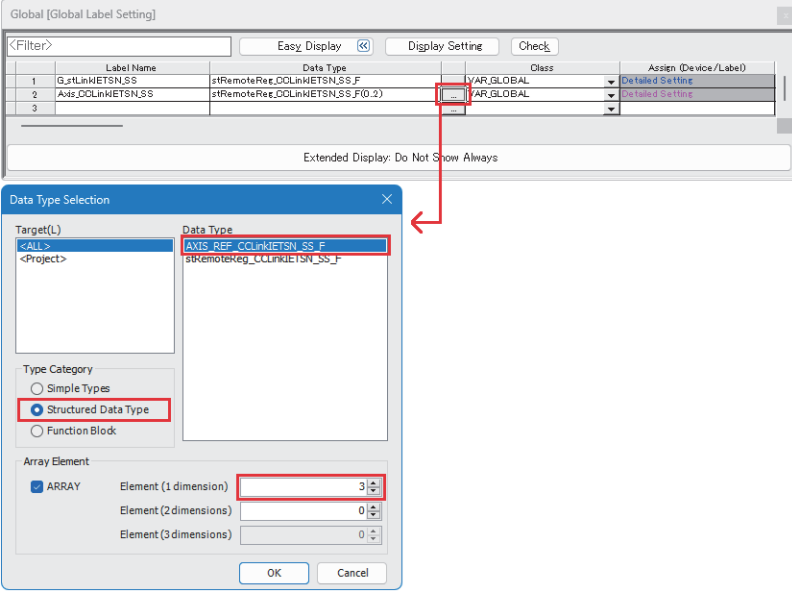 Global [Global Label Setting]
<Filter>
Easy Display
Display Setting
Check
Label Name Data Type Class Assign (Device/Label)
1 G_stLinkIETSN_SS stRemoteReg_CCLinkIETSN_SS_F VAR_GLOBAL Detailed Setting
2 Axis_CCLinkIETSN_SS stRemoteReg_CCLinkIETSN_SS_F(0..2) ... VAR_GLOBAL Detailed Setting
3 ...
Extended Display: Do Not Show Always
Data Type Selection
Target(L)
<ALL>
<Project>
Data Type
AXIS_REF_CCLinkIETSN_SS_F
stRemoteReg_CCLinkIETSN_SS_F
Type Category
Simple Types
Structured Data Type
Function Block
Array Element
ARRAY
Element (1 dimension) 3
Element (2 dimensions) 0
Element (3 dimensions) 0
OK Cancel